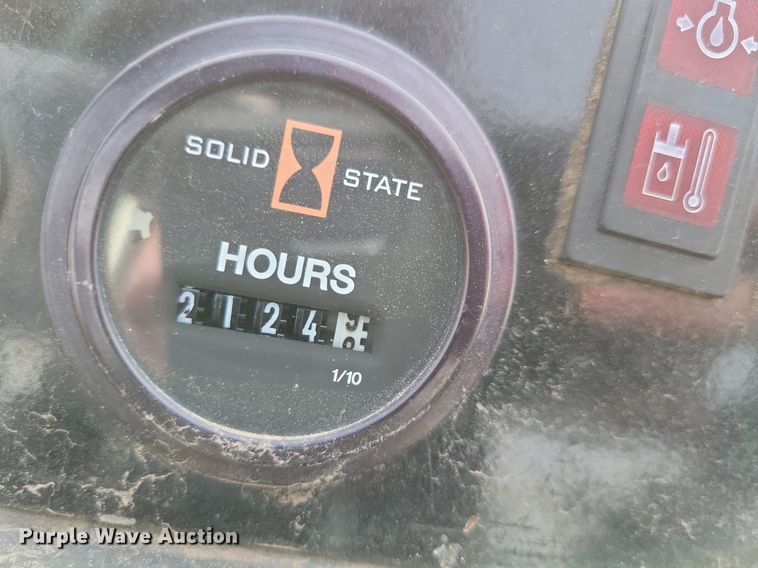 SOLID STATE
HOURS
2124
1/10
Purple Wave Auction